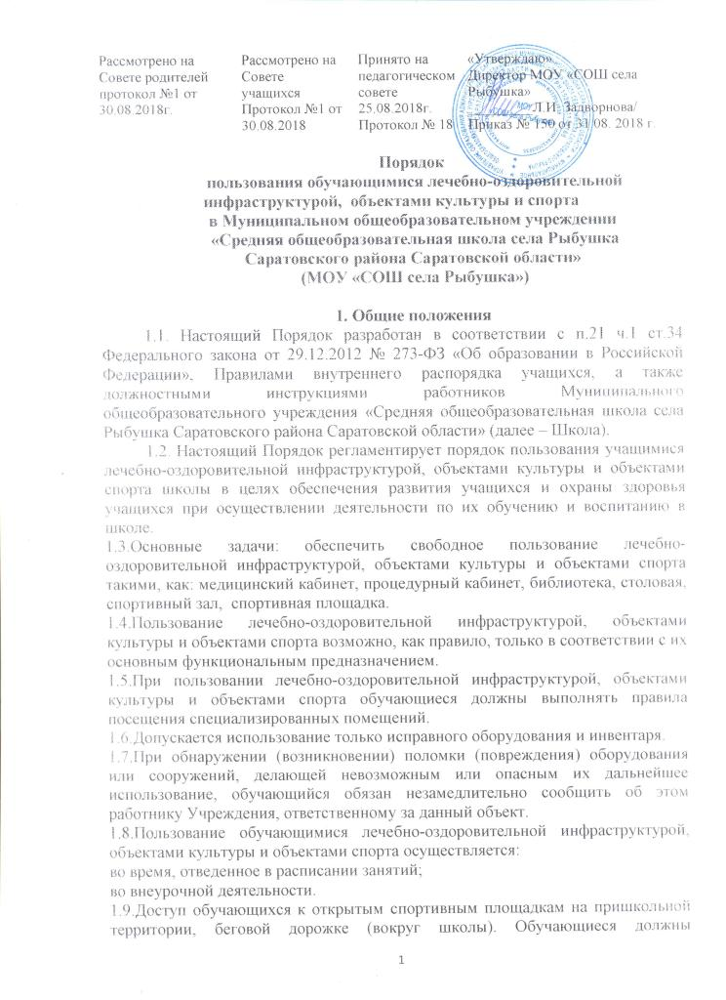 Рассмотрено на
Совете родителей
протокол №1 от
30.08.2018г.
Рассмотрено на
Совете
учащихся
Протокол №1 от
30.08.2018
Принято на
педагогическом
совете
25.08.2018г.
Протокол № 18
«Утверждаю»
Директор МОУ «СОШ села
Рыбушка»
Л.И. Задворнова/
Приказ № 150 от 31.08. 2018 г.
Порядок
пользования обучающимися лечебно-оздоровительной
инфраструктурой, объектами культуры и спорта
в Муниципальном общеобразовательном учреждении
«Средняя общеобразовательная школа села Рыбушка
Саратовского района Саратовской области»
(МОУ «СОШ села Рыбушка»)
1. Общие положения
1.1. Настоящий Порядок разработан в соответствии с п.21 ч.1 ст.34
Федерального закона от 29.12.2012 № 273-ФЗ «Об образовании в Российской
Федерации», Правилами внутреннего распорядка учащихся, а также
должностными инструкциями работников Муниципального
общеобразовательного учреждения «Средняя общеобразовательная школа села
Рыбушка Саратовского района Саратовской области» (далее – Школа).
1.2. Настоящий Порядок регламентирует порядок пользования учащимися
лечебно-оздоровительной инфраструктурой, объектами культуры и объектами
спорта школы в целях обеспечения развития учащихся и охраны здоровья
учащихся при осуществлении деятельности по их обучению и воспитанию в
школе.
1.3.Основные задачи: обеспечить свободное пользование лечебно-
оздоровительной инфраструктурой, объектами культуры и объектами спорта
такими, как: медицинский кабинет, процедурный кабинет, библиотека, столовая,
спортивный зал, спортивная площадка.
1.4.Пользование лечебно-оздоровительной инфраструктурой, объектами
культуры и объектами спорта возможно, как правило, только в соответствии с их
основным функциональным предназначением.
1.5.При пользовании лечебно-оздоровительной инфраструктурой, объектами
культуры и объектами спорта обучающиеся должны выполнять правила
посещения специализированных помещений.
1.6.Допускается использование только исправного оборудования и инвентаря.
1.7.При обнаружении (возникновении) поломки (повреждения) оборудования
или сооружений, делающей невозможным или опасным их дальнейшее
использование, обучающийся обязан незамедлительно сообщить об этом
работнику Учреждения, ответственному за данный объект.
1.8.Пользование обучающимися лечебно-оздоровительной инфраструктурой,
объектами культуры и объектами спорта осуществляется:
во время, отведенное в расписании занятий;
во внеурочной деятельности.
1.9.Доступ обучающихся к открытым спортивным площадкам на пришкольной
территории, беговой дорожке (вокруг школы). Обучающиеся должны
1